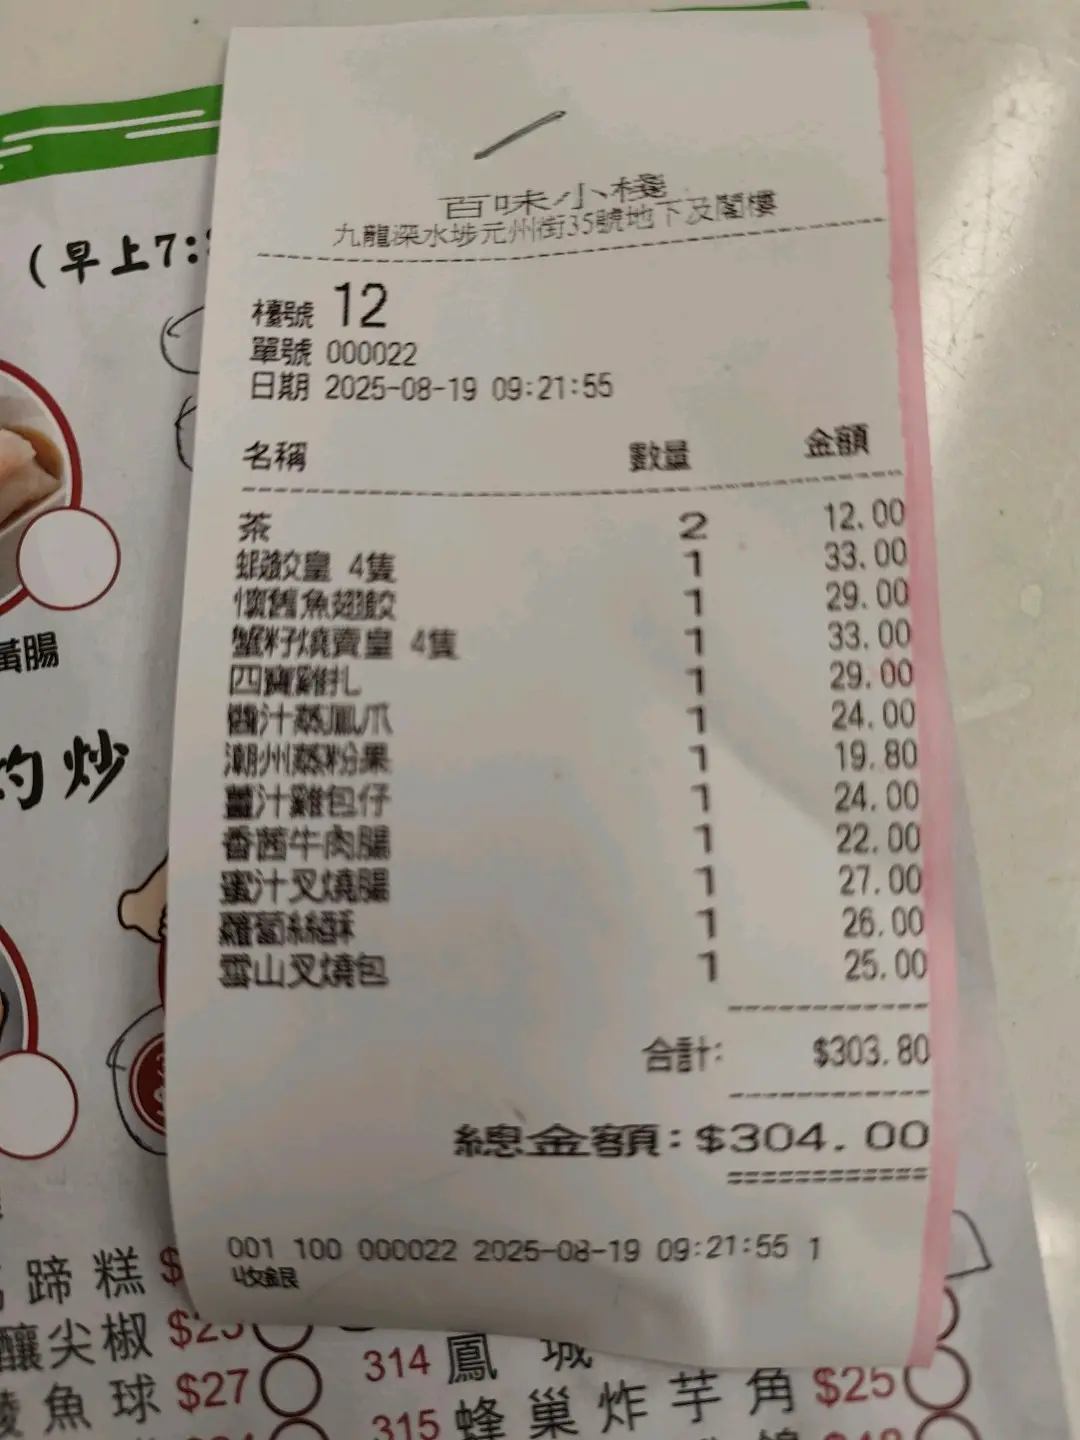 百味小棧
九龍深水埗元州街35號地下及閣樓
檯號 12
單號 000022
日期 2025-08-19 09:21:55
名稱 數量 金額
茶 2 12.00
蝦餃皇 4隻 1 33.00
懷舊魚翅餃 1 29.00
蟹籽燒賣皇 4隻 1 33.00
四寶雞扎 1 29.00
醬汁蒸鳳爪 1 24.00
潮州蒸粉果 1 19.80
薑汁雞包仔 1 24.00
香茜牛肉腸 1 22.00
蜜汁叉燒腸 1 27.00
蘿蔔絲酥 1 26.00
雪山叉燒包 1 25.00
合計: $303.80
總金額: $304.00
001 100 000022 2025-08-19 09:21:55 1
收銀
(早上7:
黃腸
灼炒
蹄糕 $
釀尖椒 $25
魚球 $27
314 鳳城
315 蜂巢炸芋角 $25